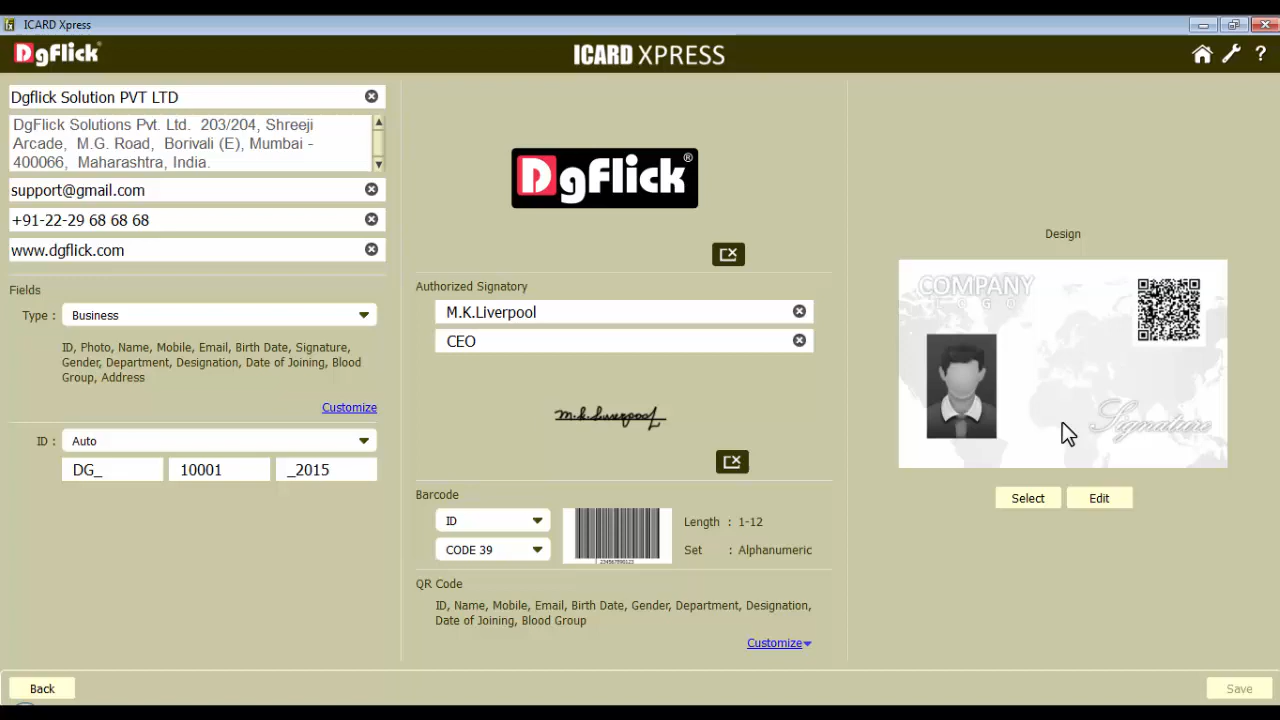 ICARD Xpress
DgFlick®
ICARD XPRESS
?
Dgflick Solution PVT LTD
DgFlick Solutions Pvt. Ltd.  203/204, Shreeji
Arcade,  M.G. Road,  Borivali (E), Mumbai -
400066,  Maharashtra, India.
support@gmail.com
+91-22-29 68 68 68
www.dgflick.com
Fields
Type : Business
ID, Photo, Name, Mobile, Email, Birth Date, Signature,
Gender, Department, Designation, Date of Joining, Blood
Group, Address
Customize
ID : Auto
DG_ 10001 _2015
DgFlick®
Authorized Signatory
M.K.Liverpool
CEO
M.K.Liverpool
Barcode
ID
CODE 39
Length : 1-12
Set : Alphanumeric
QR Code
ID, Name, Mobile, Email, Birth Date, Gender, Department, Designation,
Date of Joining, Blood Group
Customize
Design
COMPANY
LOGO
Signature
Select Edit
Back
Save